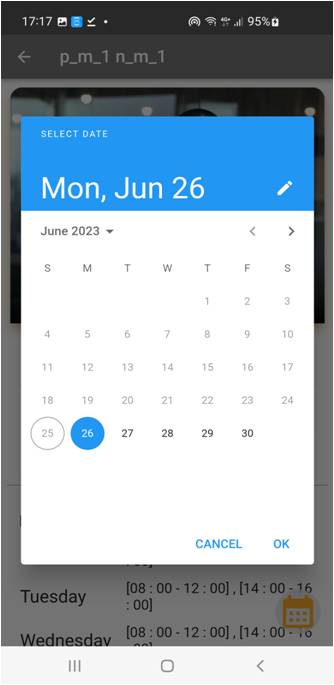 17:17 95%
p_m_1 n_m_1
SELECT DATE
Mon, Jun 26
June 2023
S M T W T F S
1 2 3
4 5 6 7 8 9 10
11 12 13 14 15 16 17
18 19 20 21 22 23 24
25 26 27 28 29 30
CANCEL OK
Tuesday [08 : 00 - 12 : 00] , [14 : 00 - 16
: 00]
Wednesday [08 : 00 - 12 : 00] , [14 : 00 - 16